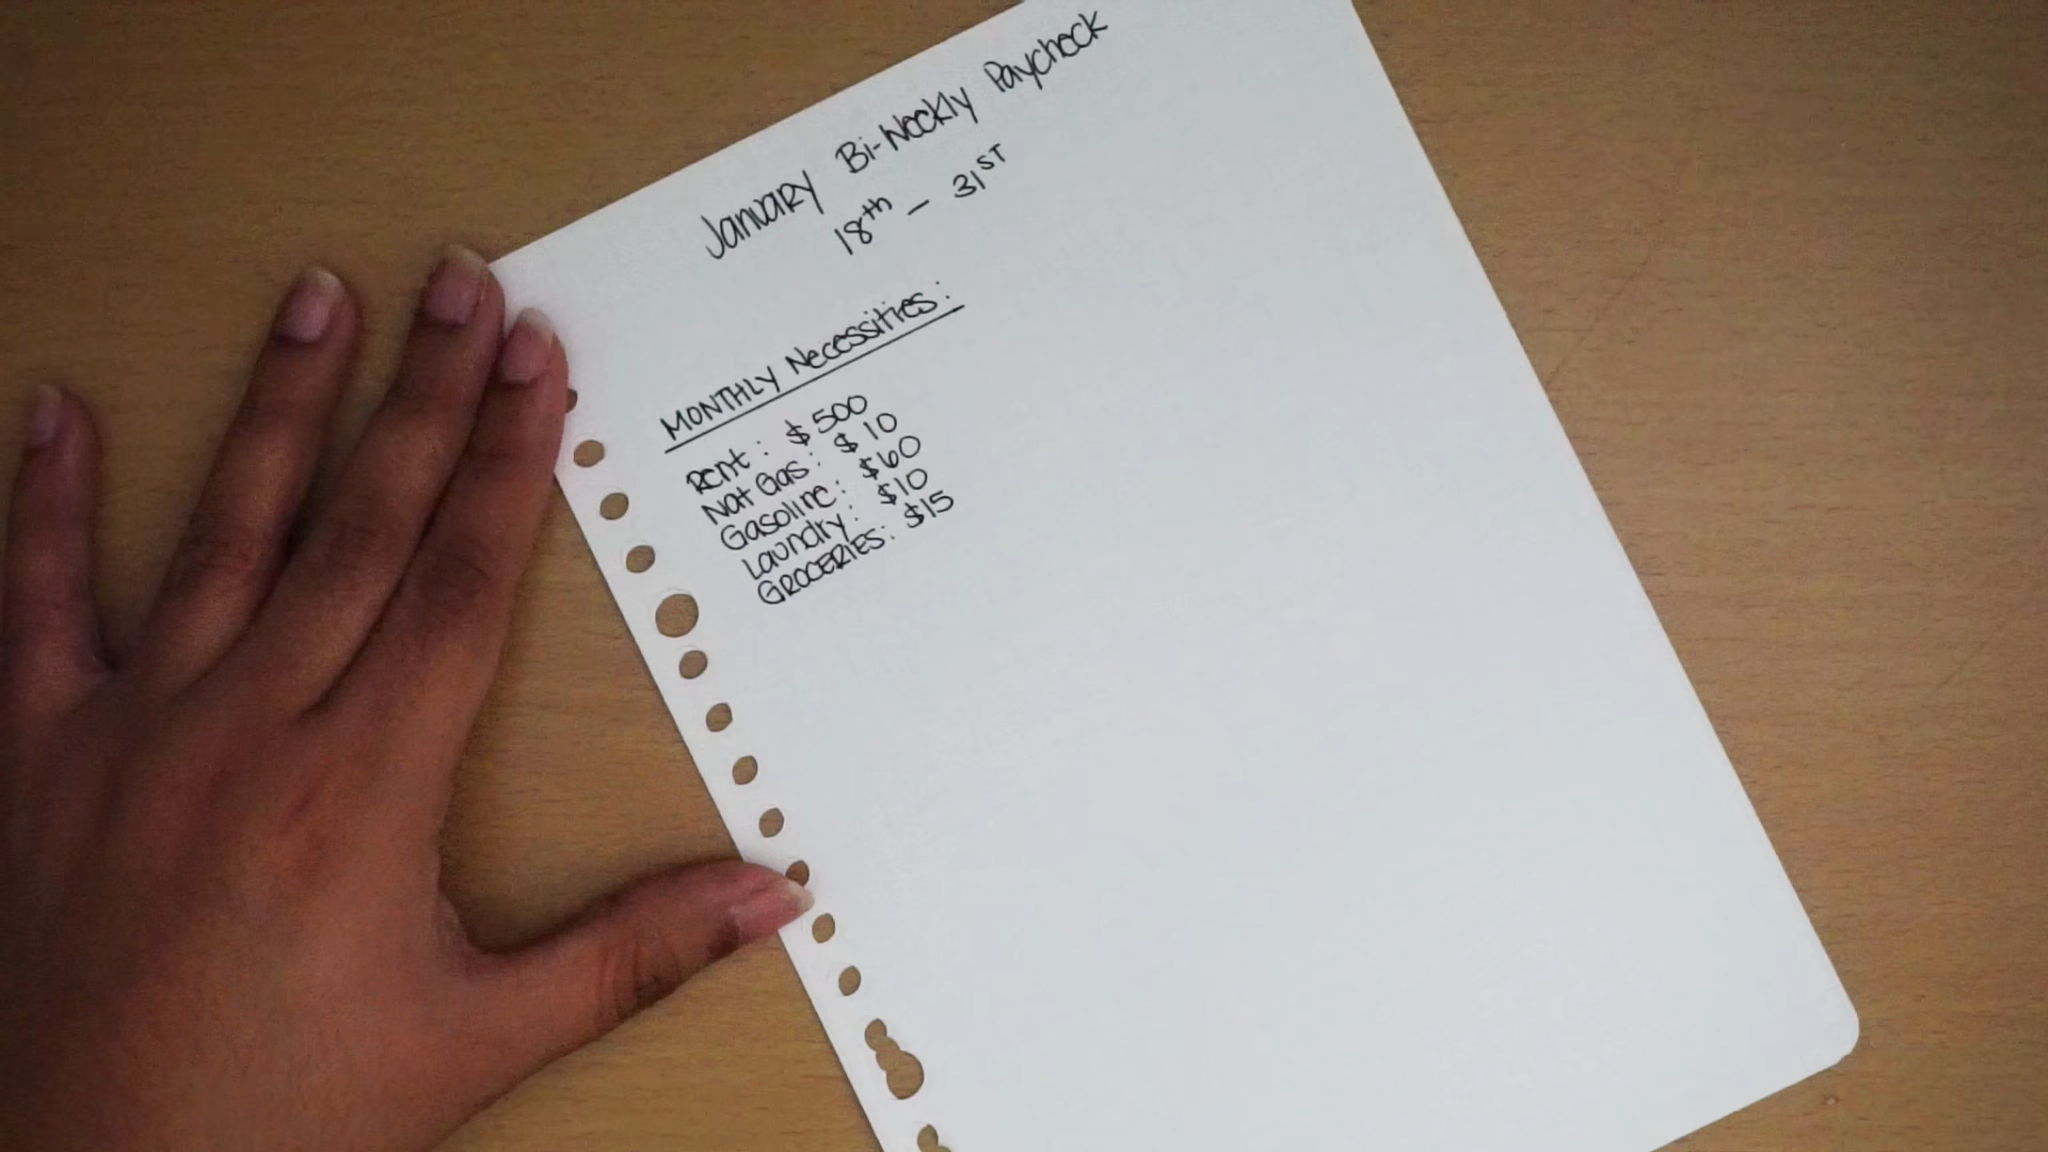 January Bi-Weekly Paycheck
18th - 31ST
MONTHLY Necessities:
Rent: $500
Nat Gas: $10
Gasoline: $60
Laundry: $10
GROCERIES: $15